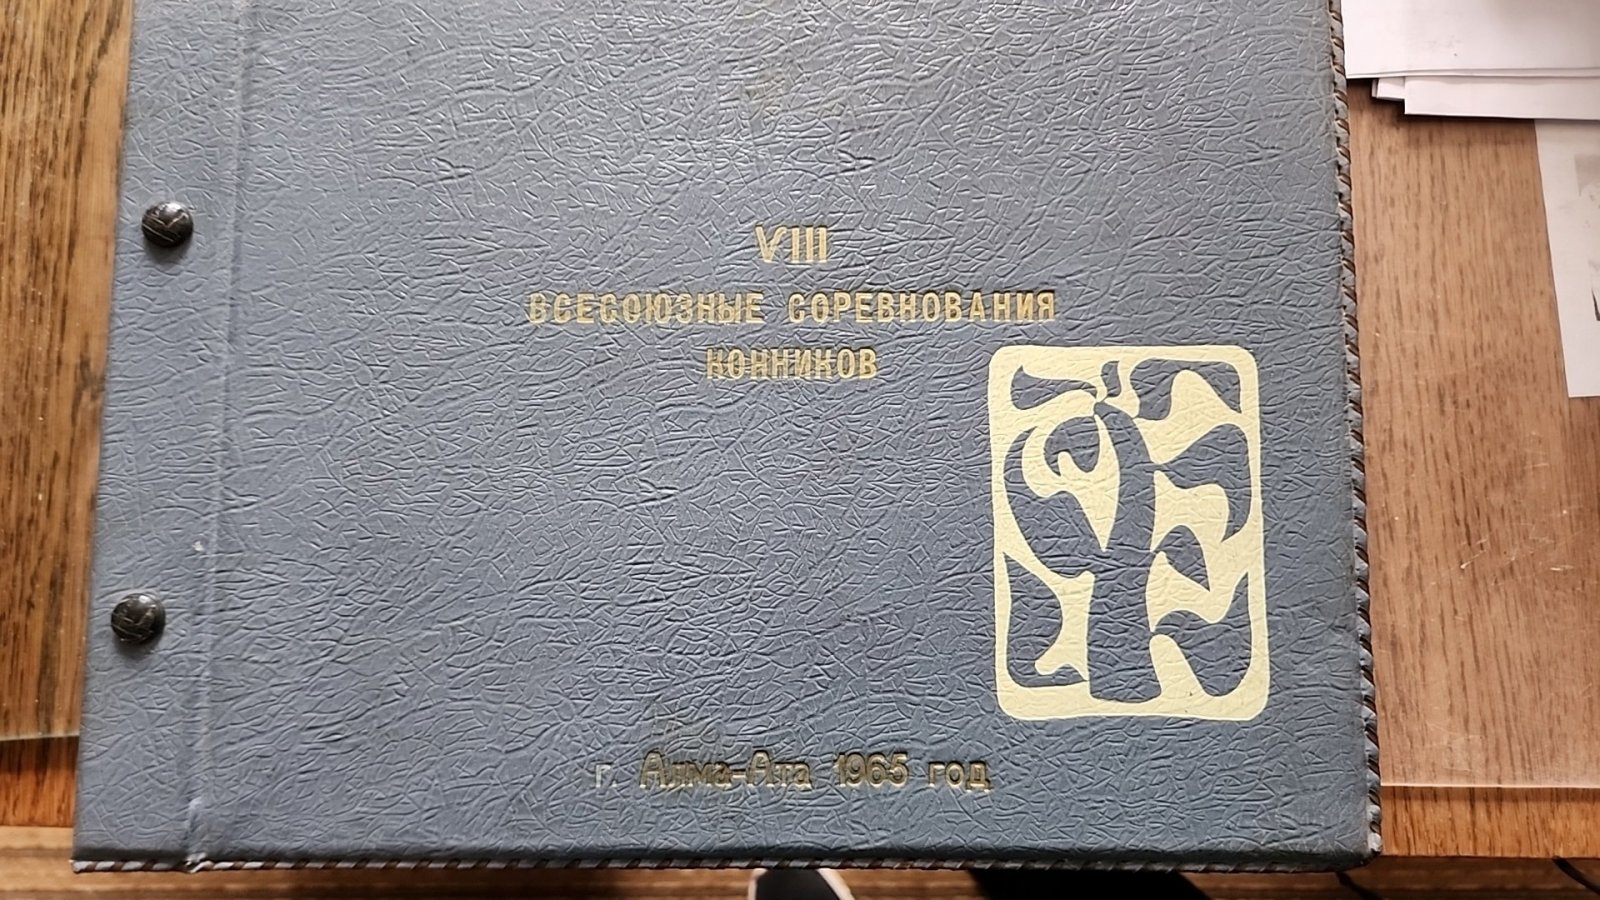 VIII
ВСЕСОЮЗНЫЕ СОРЕВНОВАНИЯ
КОННИКОВ
г. Алма-Ата 1965 год